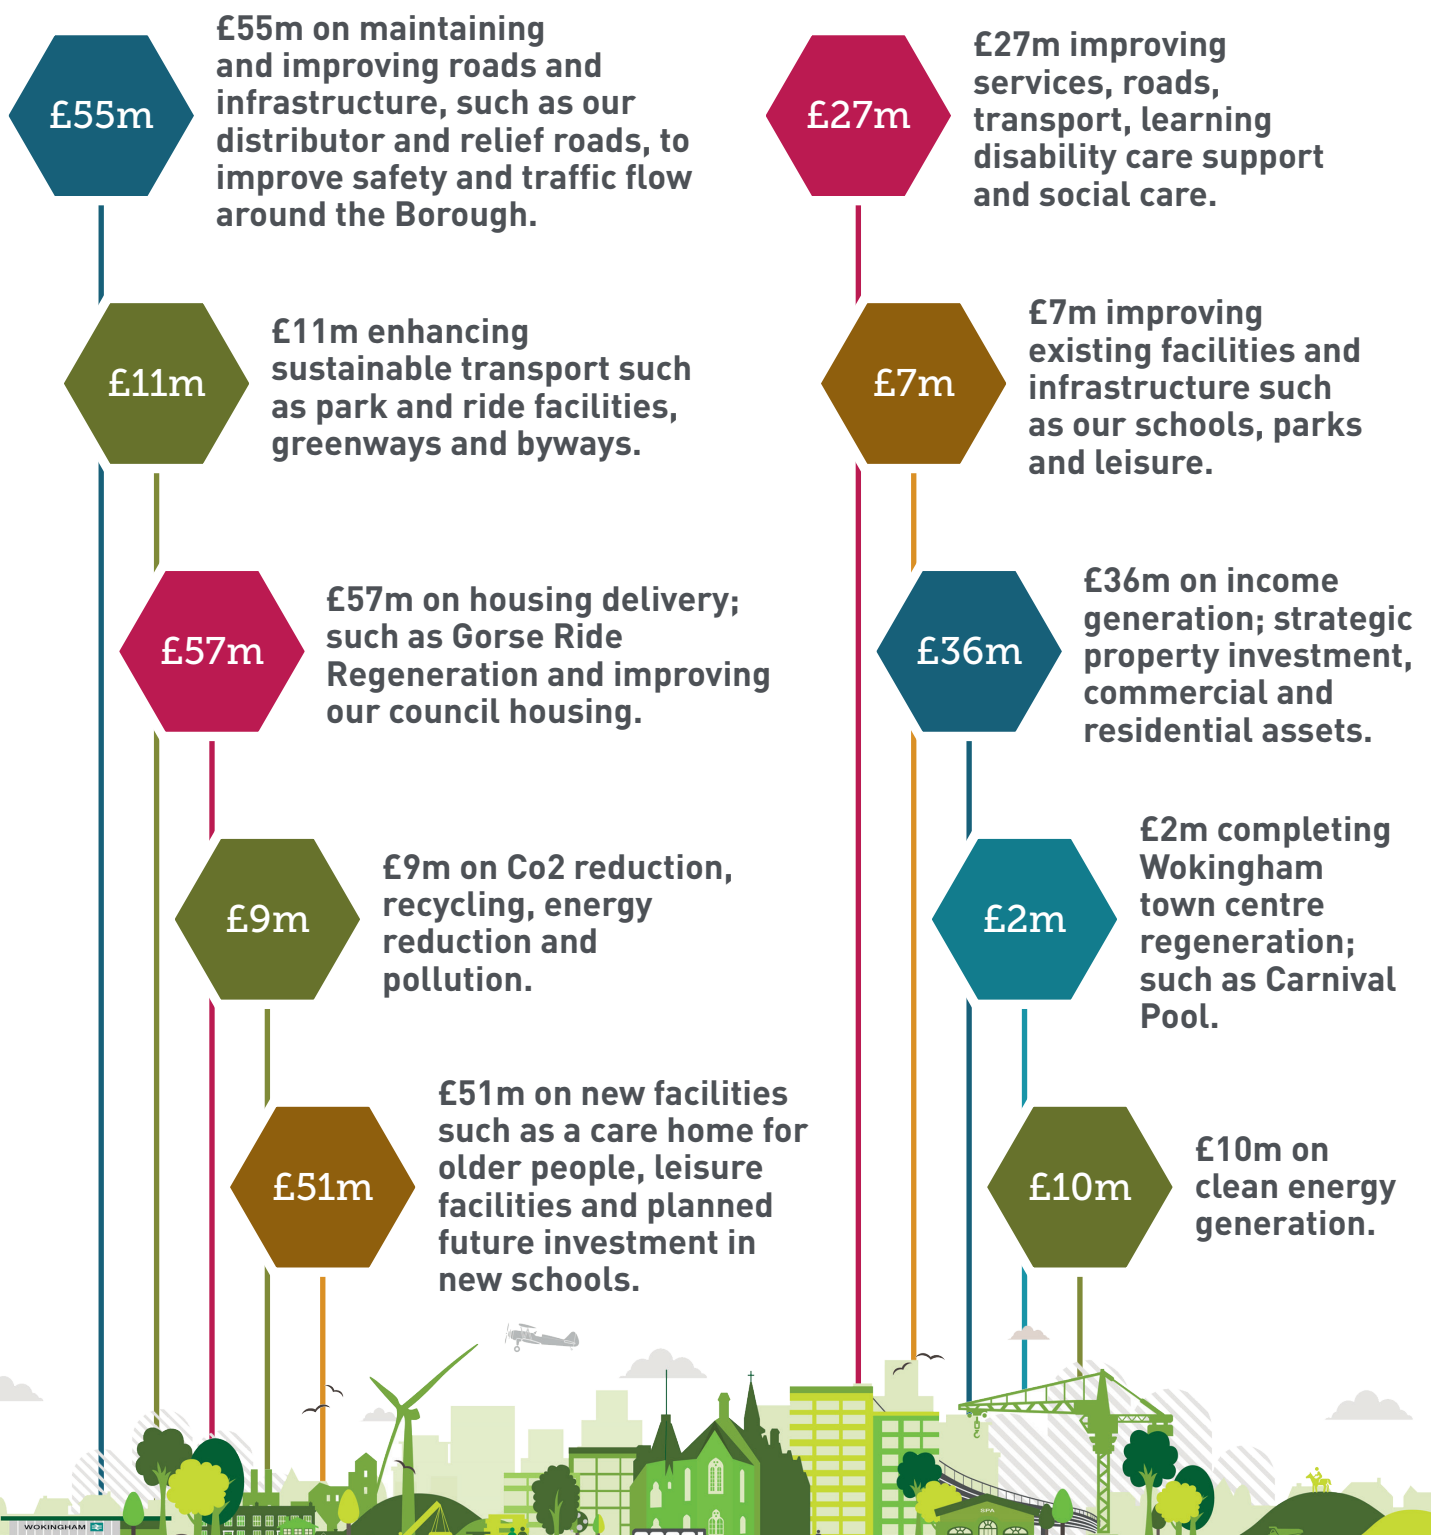 £55m
£55m on maintaining
and improving roads and
infrastructure, such as our
distributor and relief roads, to
improve safety and traffic flow
around the Borough.
£11m
£11m enhancing
sustainable transport such
as park and ride facilities,
greenways and byways.
£57m
£57m on housing delivery;
such as Gorse Ride
Regeneration and improving
our council housing.
£9m
£9m on Co2 reduction,
recycling, energy
reduction and
pollution.
£51m
£51m on new facilities
such as a care home for
older people, leisure
facilities and planned
future investment in
new schools.
£27m
£27m improving
services, roads,
transport, learning
disability care support
and social care.
£7m
£7m improving
existing facilities and
infrastructure such
as our schools, parks
and leisure.
£36m
£36m on income
generation; strategic
property investment,
commercial and
residential assets.
£2m
£2m completing
Wokingham
town centre
regeneration;
such as Carnival
Pool.
£10m
£10m on
clean energy
generation.
WOKINGHAM
SPA